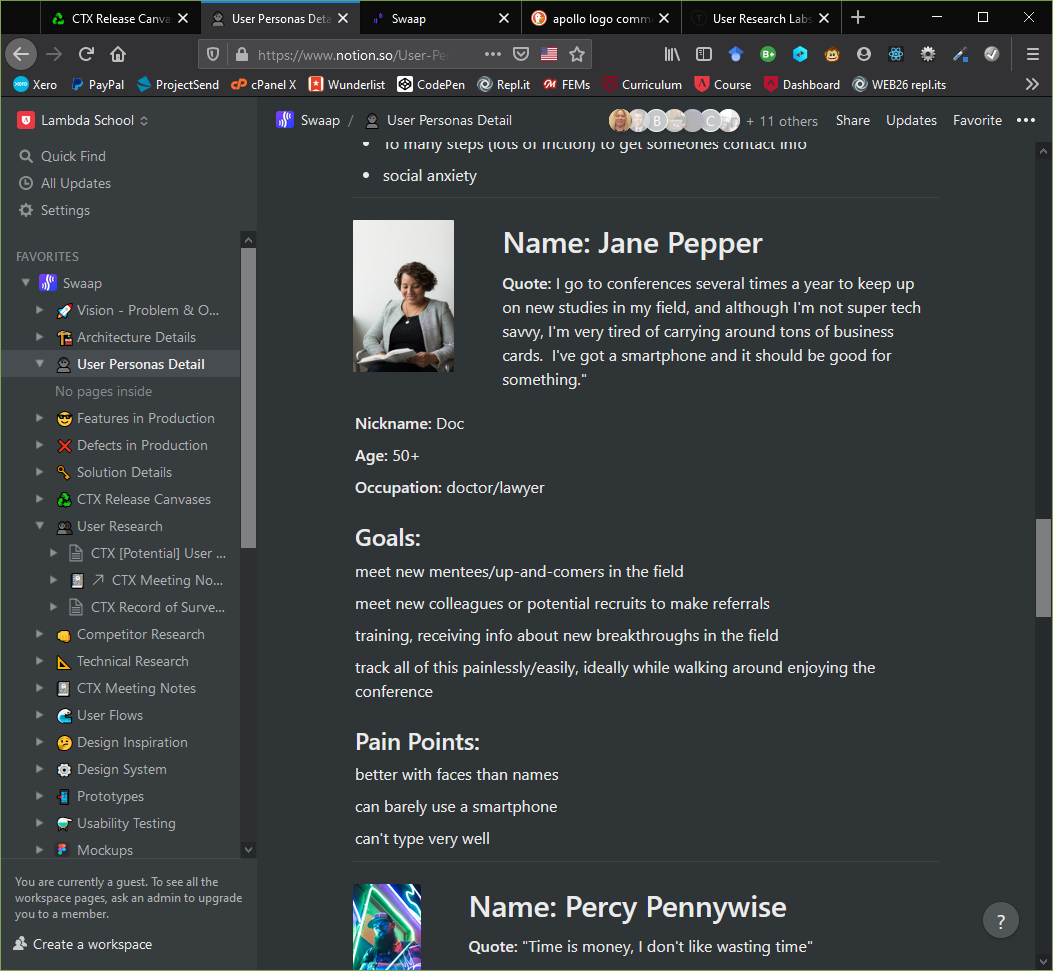 CTX Release Canva
User Personas Deta
Swaap
apollo logo comm
User Research Labs
https://www.notion.so/User-Pe
Xero
PayPal
ProjectSend
cPanel X
Wunderlist
CodePen
Repl.it
FEMs
Curriculum
Course
Dashboard
WEB26 repl.its
Lambda School
Swaap / User Personas Detail
B
C
+ 11 others
Share
Updates
Favorite
Quick Find
All Updates
Settings
FAVORITES
Swaap
Vision - Problem & O...
Architecture Details
User Personas Detail
No pages inside
Features in Production
Defects in Production
Solution Details
CTX Release Canvases
User Research
CTX [Potential] User ...
CTX Meeting No...
CTX Record of Surve...
Competitor Research
Technical Research
CTX Meeting Notes
User Flows
Design Inspiration
Design System
Prototypes
Usability Testing
Mockups
You are currently a guest. To see all the
workspace pages, ask an admin to upgrade
you to a member.
Create a workspace
To many steps (lots of friction) to get someones contact info
social anxiety
Name: Jane Pepper
Quote: I go to conferences several times a year to keep up
on new studies in my field, and although I'm not super tech
savvy, I'm very tired of carrying around tons of business
cards.  I've got a smartphone and it should be good for
something."
Nickname: Doc
Age: 50+
Occupation: doctor/lawyer
Goals:
meet new mentees/up-and-comers in the field
meet new colleagues or potential recruits to make referrals
training, receiving info about new breakthroughs in the field
track all of this painlessly/easily, ideally while walking around enjoying the
conference
Pain Points:
better with faces than names
can barely use a smartphone
can't type very well
Name: Percy Pennywise
Quote: "Time is money, I don't like wasting time"
?